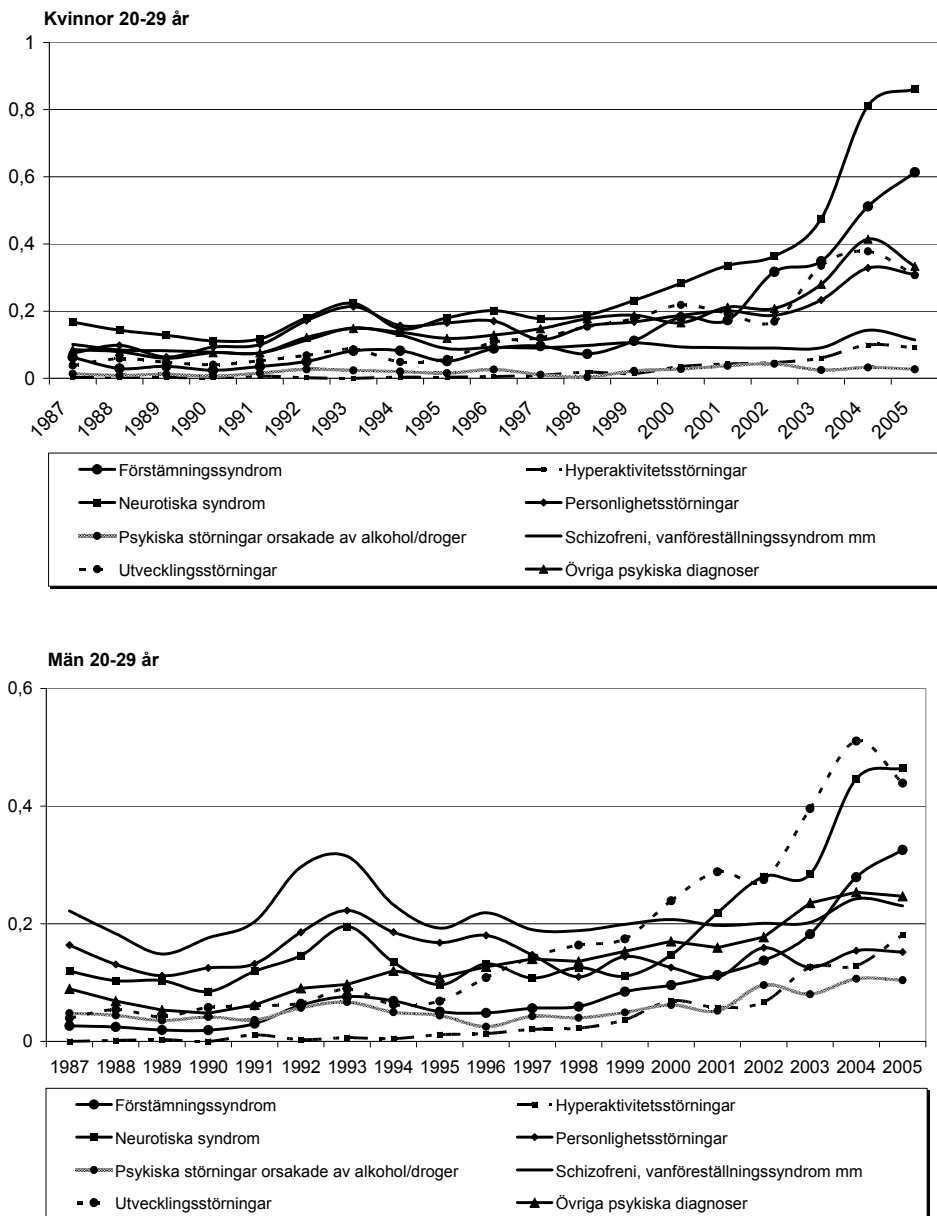 Kvinnor 20-29 år
1
0,8
0,6
0,4
0,2
0
1987 1988 1989 1990 1991 1992 1993 1994 1995 1996 1997 1998 1999 2000 2001 2002 2003 2004 2005
Förstämningssyndrom Hyperaktivitetsstörningar
Neurotiska syndrom Personlighetsstörningar
Psykiska störningar orsakade av alkohol/droger Schizofreni, vanföreställningssyndrom mm
Utvecklingsstörningar Övriga psykiska diagnoser
Män 20-29 år
0,6
0,4
0,2
0
1987 1988 1989 1990 1991 1992 1993 1994 1995 1996 1997 1998 1999 2000 2001 2002 2003 2004 2005
Förstämningssyndrom Hyperaktivitetsstörningar
Neurotiska syndrom Personlighetsstörningar
Psykiska störningar orsakade av alkohol/droger Schizofreni, vanföreställningssyndrom mm
Utvecklingsstörningar Övriga psykiska diagnoser